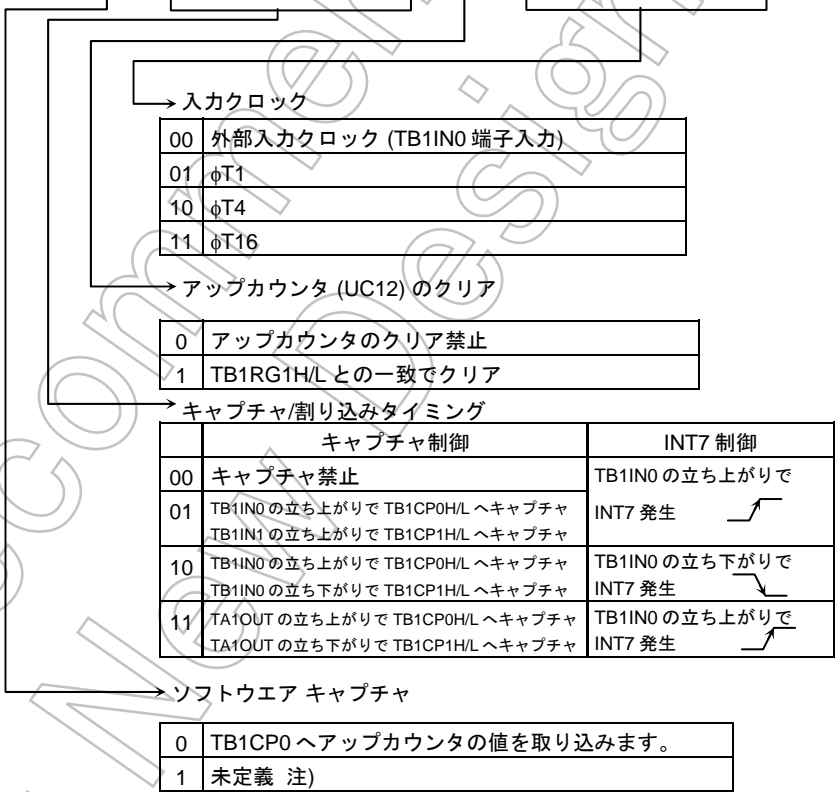 入力クロック
00 外部入力クロック (TB1IN0 端子入力)
01 φT1
10 φT4
11 φT16
アップカウンタ (UC12) のクリア
0 アップカウンタのクリア禁止
1 TB1RG1H/L との一致でクリア
キャプチャ/割り込みタイミング
キャプチャ制御 INT7 制御
00 キャプチャ禁止 TB1IN0 の立ち上がりで
01 TB1IN0 の立ち上がりで TB1CP0H/L へキャプチャ INT7 発生
TB1IN1 の立ち上がりで TB1CP1H/L へキャプチャ
10 TB1IN0 の立ち上がりで TB1CP0H/L へキャプチャ TB1IN0 の立ち下がりで
TB1IN0 の立ち下がりで TB1CP1H/L へキャプチャ INT7 発生
11 TA1OUT の立ち上がりで TB1CP0H/L へキャプチャ TB1IN0 の立ち上がりで
TA1OUT の立ち下がりで TB1CP1H/L へキャプチャ INT7 発生
ソフトウエア キャプチャ
0 TB1CP0 へアップカウンタの値を取り込みます。
1 未定義 注)